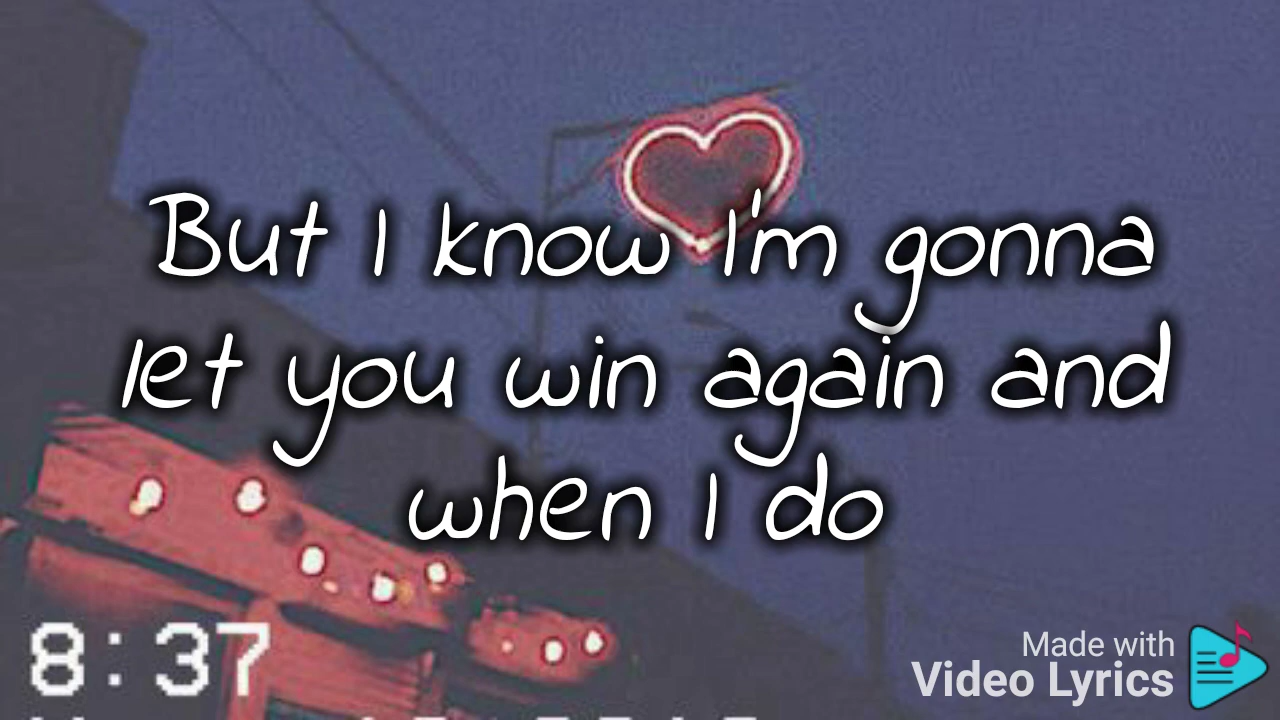 But I know I'm gonna
let you win again and
when I do
8:37
Made with
Video Lyrics